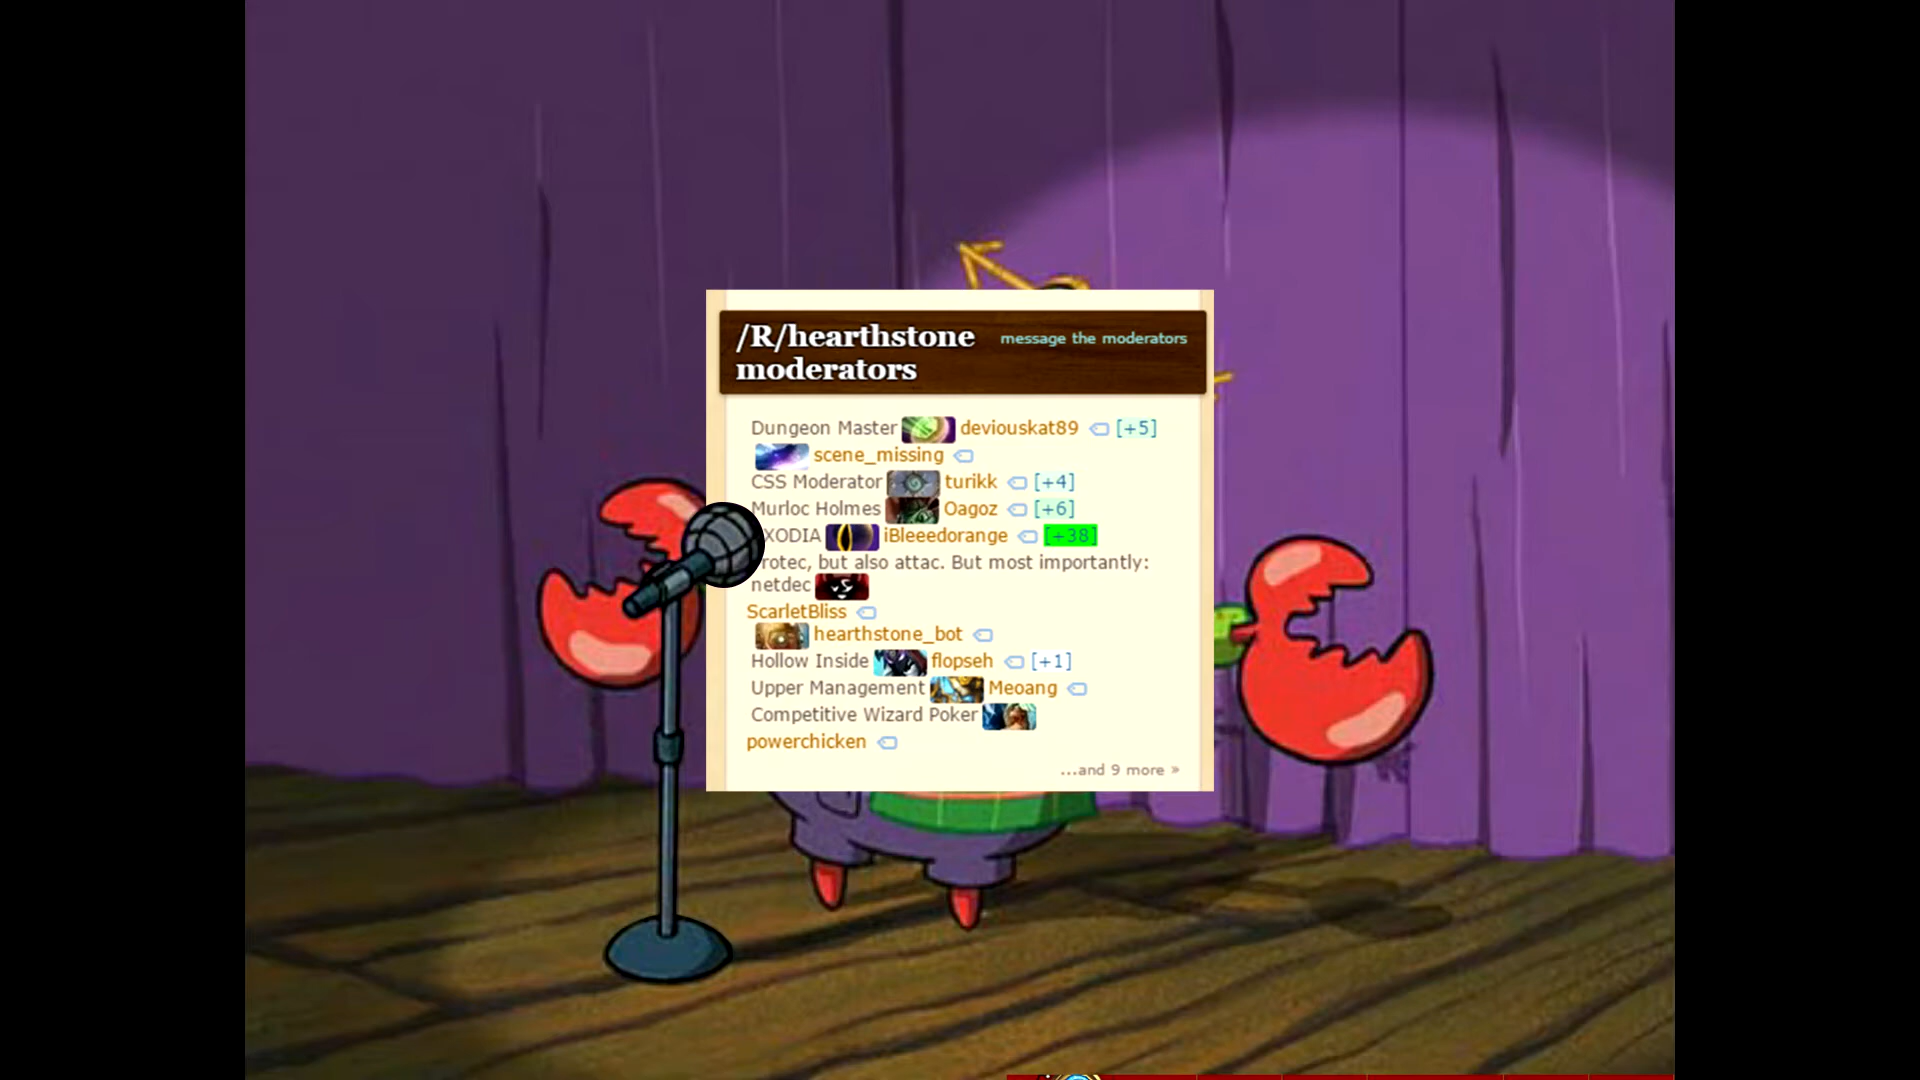 /R/hearthstone message the moderators
moderators
Dungeon Master deviouskat89 [+5]
scene_missing
CSS Moderator turikk [+4]
Murloc Holmes Oagoz [+6]
XODIA iBleeedorange [+38]
rotec, but also attac. But most importantly:
netdec
ScarletBliss
hearthstone_bot
Hollow Inside flopseh [+1]
Upper Management Meoang
Competitive Wizard Poker
powerchicken
...and 9 more »